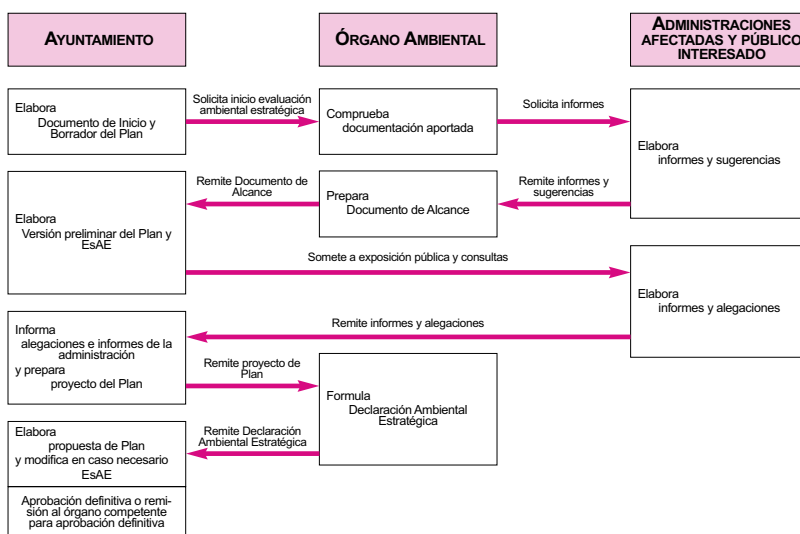 AYUNTAMIENTO
ÓRGANO AMBIENTAL
ADMINISTRACIONES
AFECTADAS Y PÚBLICO
INTERESADO
Elabora
Documento de Inicio y
Borrador del Plan
Solicita inicio evaluación
ambiental estratégica
Comprueba
documentación aportada
Solicita informes
Elabora
informes y sugerencias
Remite informes y
sugerencias
Prepara
Documento de Alcance
Remite Documento de
Alcance
Elabora
Versión preliminar del Plan y
EsAE
Somete a exposición pública y consultas
Elabora
informes y alegaciones
Remite informes y alegaciones
Informa
alegaciones e informes de la
administración
y prepara
proyecto del Plan
Remite proyecto de
Plan
Formula
Declaración Ambiental
Estratégica
Remite Declaración
Ambiental Estratégica
Elabora
propuesta de Plan
y modifica en caso necesario
EsAE
Aprobación definitiva o remi-
sión al órgano competente
para aprobación definitiva